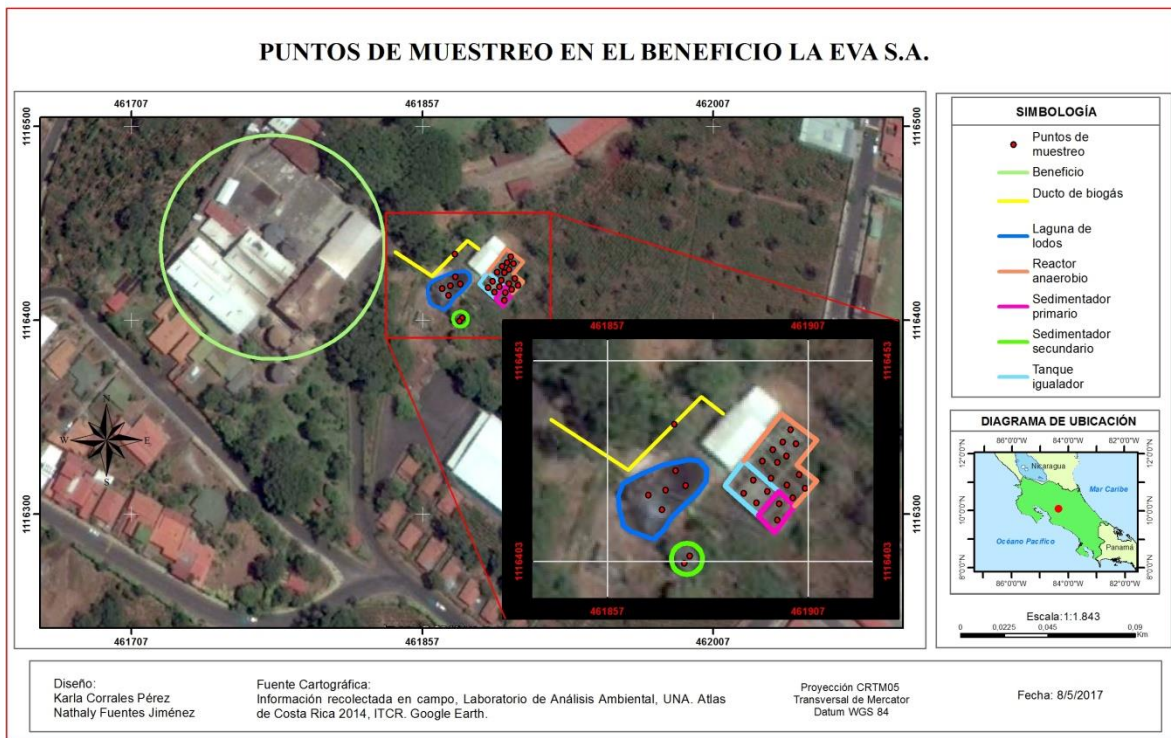 PUNTOS DE MUESTREO EN EL BENEFICIO LA EVA S.A.
461707
461857
462007
1116500
1116400
1116300
1116500
1116400
1116300
N
W
E
S
461857
461907
1116453
1116403
1116453
1116403
461857
461907
461707
461857
462007
SIMBOLOGÍA
Puntos de
muestreo
Beneficio
Ducto de biogás
Laguna de
lodos
Reactor
anaerobio
Sedimentador
primario
Sedimentador
secundario
Tanque
igualador
DIAGRAMA DE UBICACIÓN
86°0'0"W
84°0'0"W
82°0'0"W
12°0'0"N
10°0'0"N
8°0'0"N
12°0'0"N
10°0'0"N
8°0'0"N
Nicaragua
Mar Caribe
Océano Pacífico
Panamá
86°0'0"W
84°0'0"W
82°0'0"W
Escala:1:1.843
0
0,0225
0,045
0,09
Km
Diseño:
Karla Corrales Pérez
Nathaly Fuentes Jiménez
Fuente Cartográfica:
Información recolectada en campo, Laboratorio de Análisis Ambiental, UNA. Atlas
de Costa Rica 2014, ITCR. Google Earth.
Proyección CRTM05
Transversal de Mercator
Datum WGS 84
Fecha: 8/5/2017